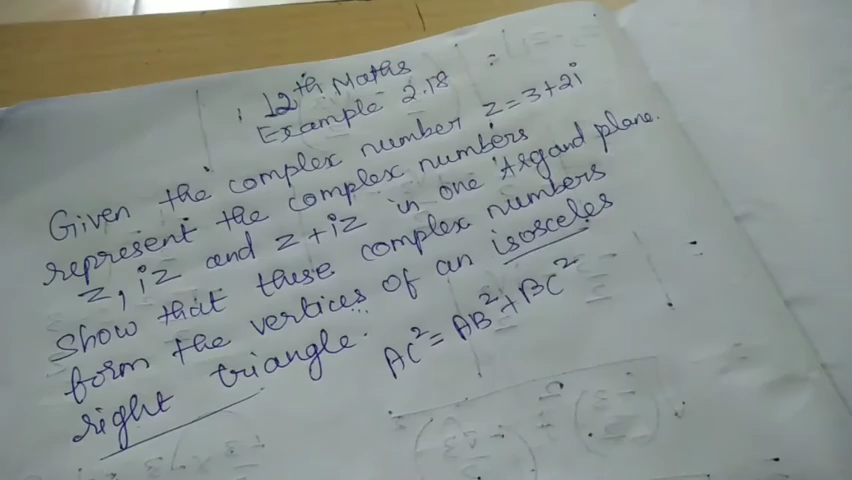 12th Maths
Example 2.18
Given the complex number z=3+2i
represent the complex numbers
z, iz and z+iz in one Argand plane.
Show that these complex numbers
form the vertices of an isosceles
right triangle.
AC²=AB²+BC²